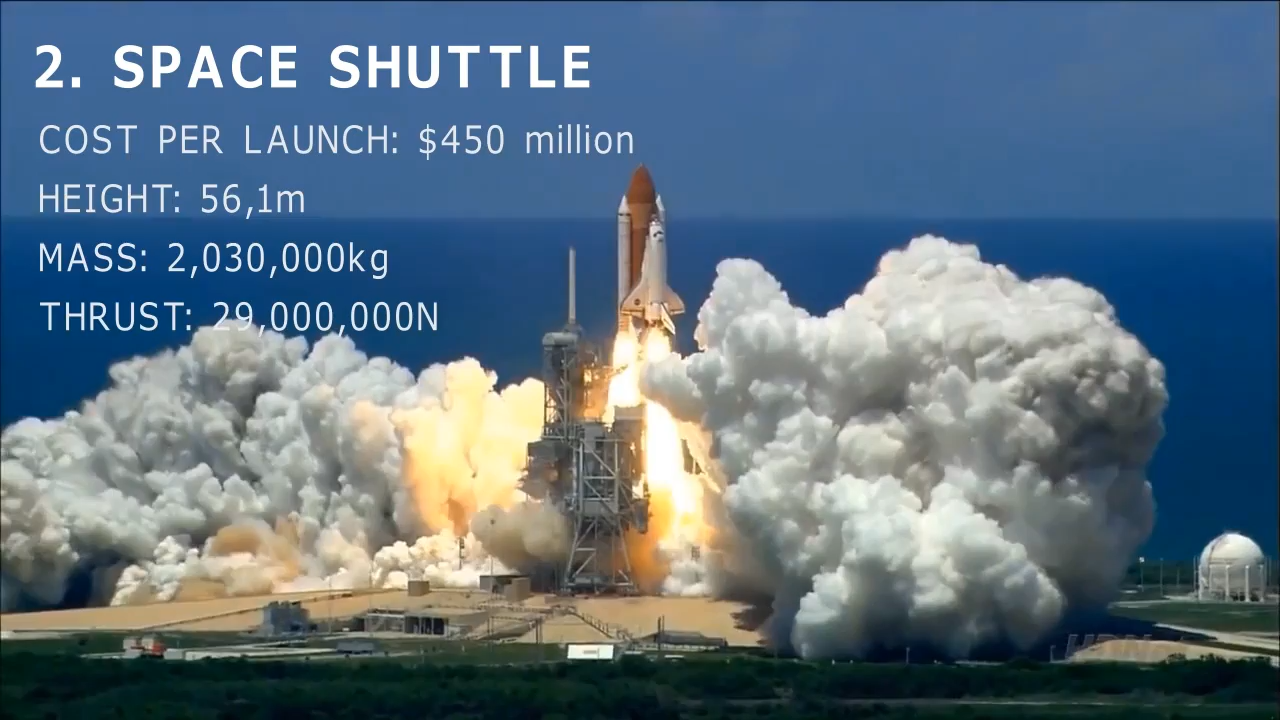 2. SPACE SHUTTLE
COST PER LAUNCH: $450 million
HEIGHT: 56,1m
MASS: 2,030,000kg
THRUST: 29,000,000N